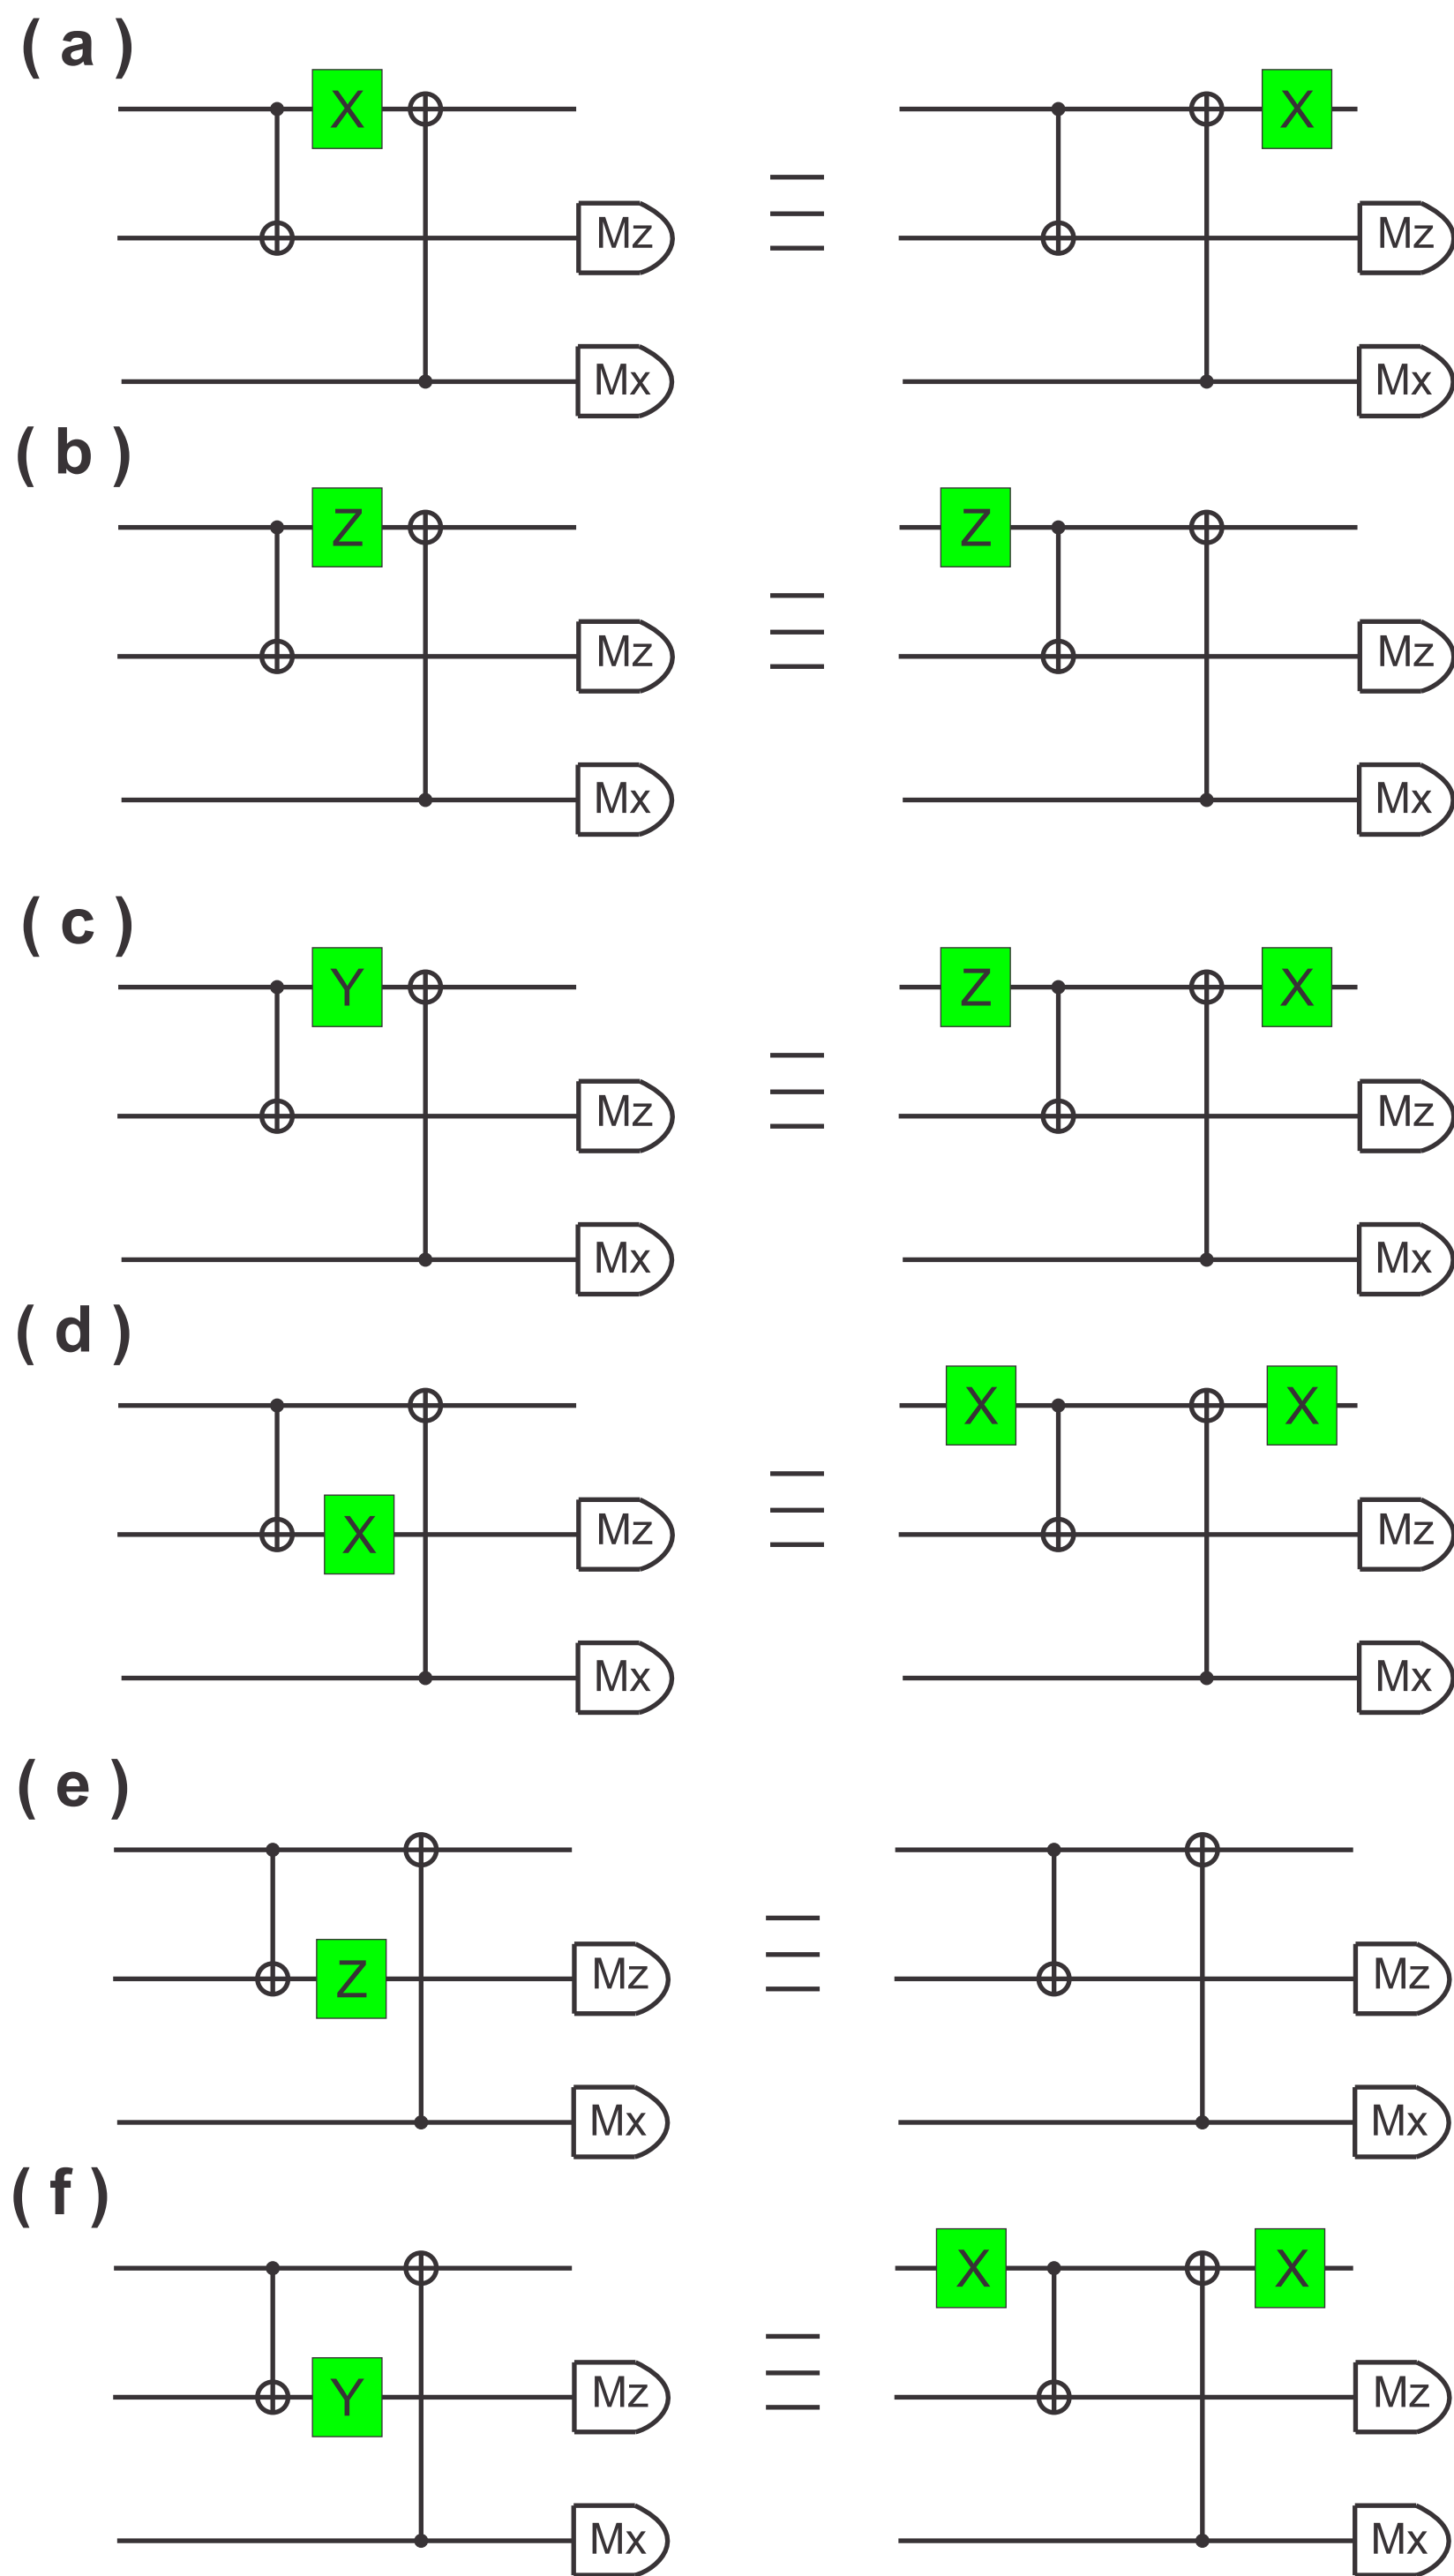 ( a )
X X
Mz Mz
Mx Mx
( b )
Z Z
Mz Mz
Mx Mx
( c )
Y Z X
Mz Mz
Mx Mx
( d )
X X
X Mz Mz
Mx Mx
( e )
Z Mz Mz
Mx Mx
( f )
X X
Y Mz Mz
Mx Mx